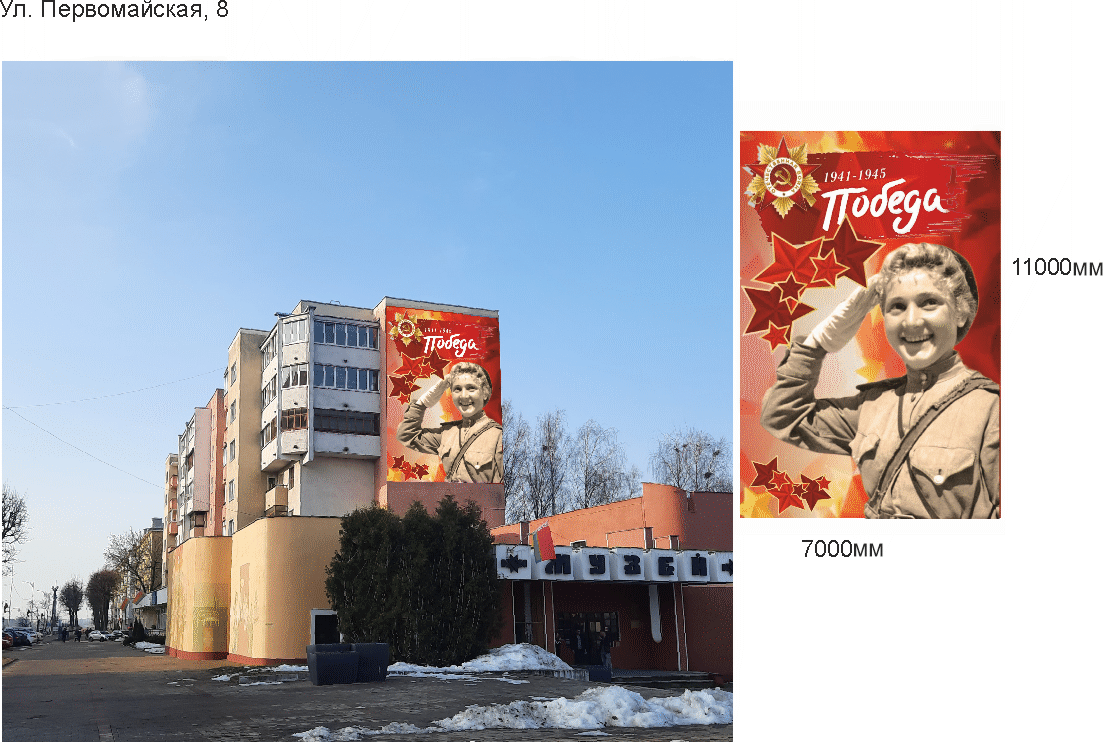 Ул. Первомайская, 8
1941-1945
Победа
1941-1945
Победа
11000мм
7000мм
МУЗЕЙ